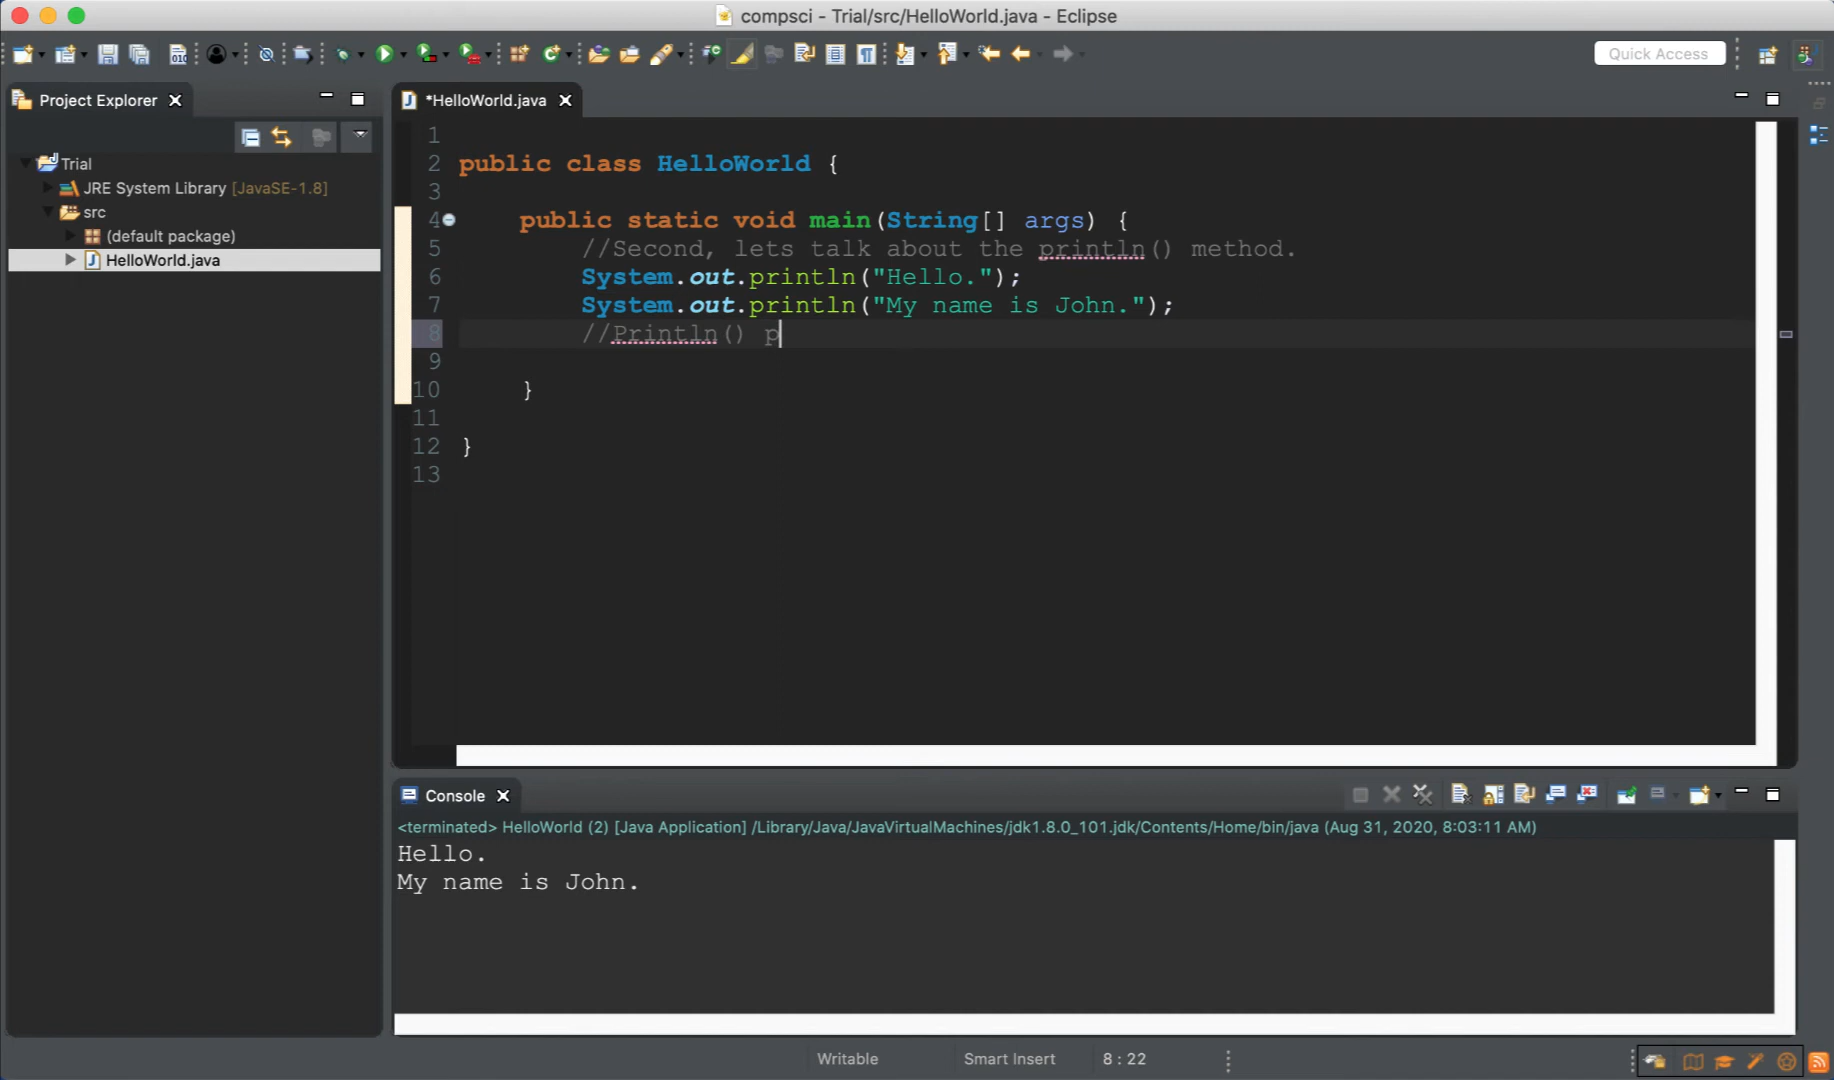 compsci - Trial/src/HelloWorld.java - Eclipse
Quick Access
Project Explorer
*HelloWorld.java
Trial
JRE System Library [JavaSE-1.8]
src
(default package)
HelloWorld.java
1
2 public class HelloWorld {
3
4 public static void main(String[] args) {
5 //Second, lets talk about the println() method.
6 System.out.println("Hello.");
7 System.out.println("My name is John.");
8 //Println() p
9
10 }
11
12 }
13
Console
<terminated> HelloWorld (2) [Java Application] /Library/Java/JavaVirtualMachines/jdk1.8.0_101.jdk/Contents/Home/bin/java (Aug 31, 2020, 8:03:11 AM)
Hello.
My name is John.
Writable
Smart Insert
8 : 22